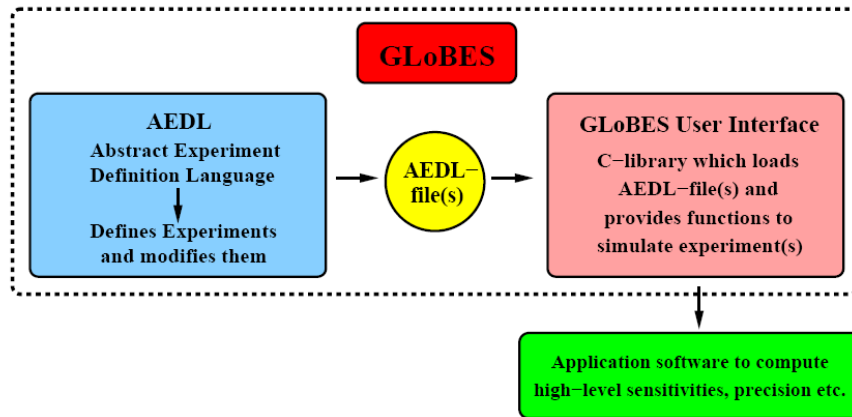 GLoBES
AEDL
Abstract Experiment
Definition Language
Defines Experiments
and modifies them
AEDL−
file(s)
GLoBES User Interface
C−library which loads
AEDL−file(s) and
provides functions to
simulate experiment(s)
Application software to compute
high−level sensitivities, precision etc.